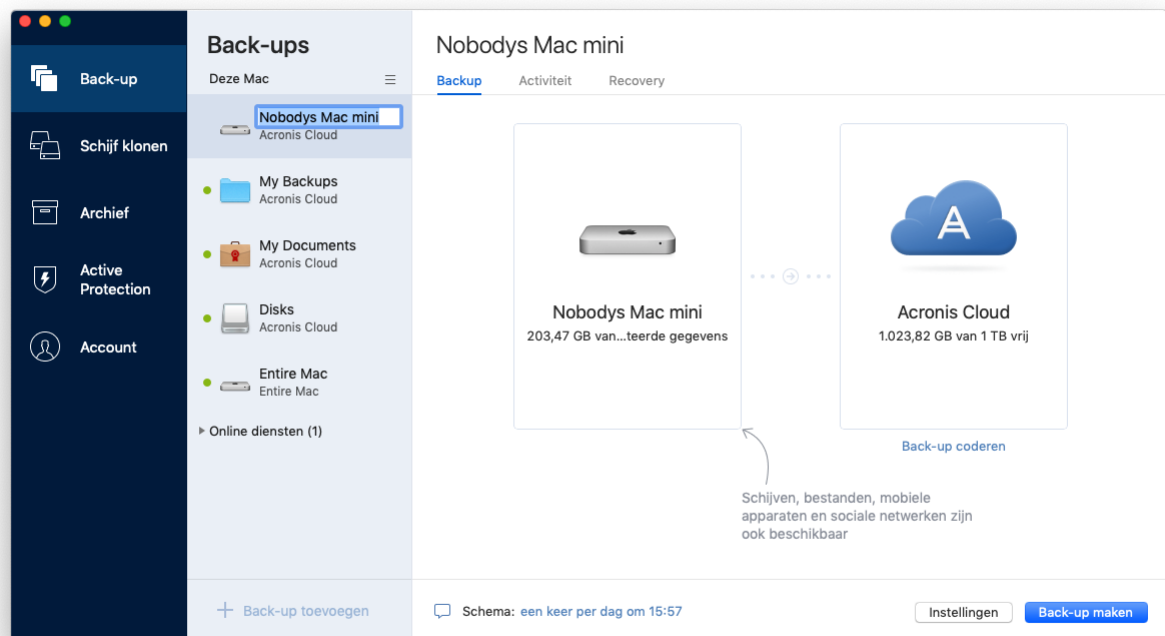 Back-up
Schijf klonen
Archief
Active
Protection
Account
Back-ups
Deze Mac
Nobodys Mac mini
Acronis Cloud
My Backups
Acronis Cloud
My Documents
Acronis Cloud
Disks
Acronis Cloud
Entire Mac
Entire Mac
Online diensten (1)
Back-up toevoegen
Nobodys Mac mini
Backup Activiteit Recovery
Nobodys Mac mini
203,47 GB van...teerde gegevens
Acronis Cloud
1.023,82 GB van 1 TB vrij
Back-up coderen
Schijven, bestanden, mobiele
apparaten en sociale netwerken zijn
ook beschikbaar
Schema: een keer per dag om 15:57
Instellingen
Back-up maken